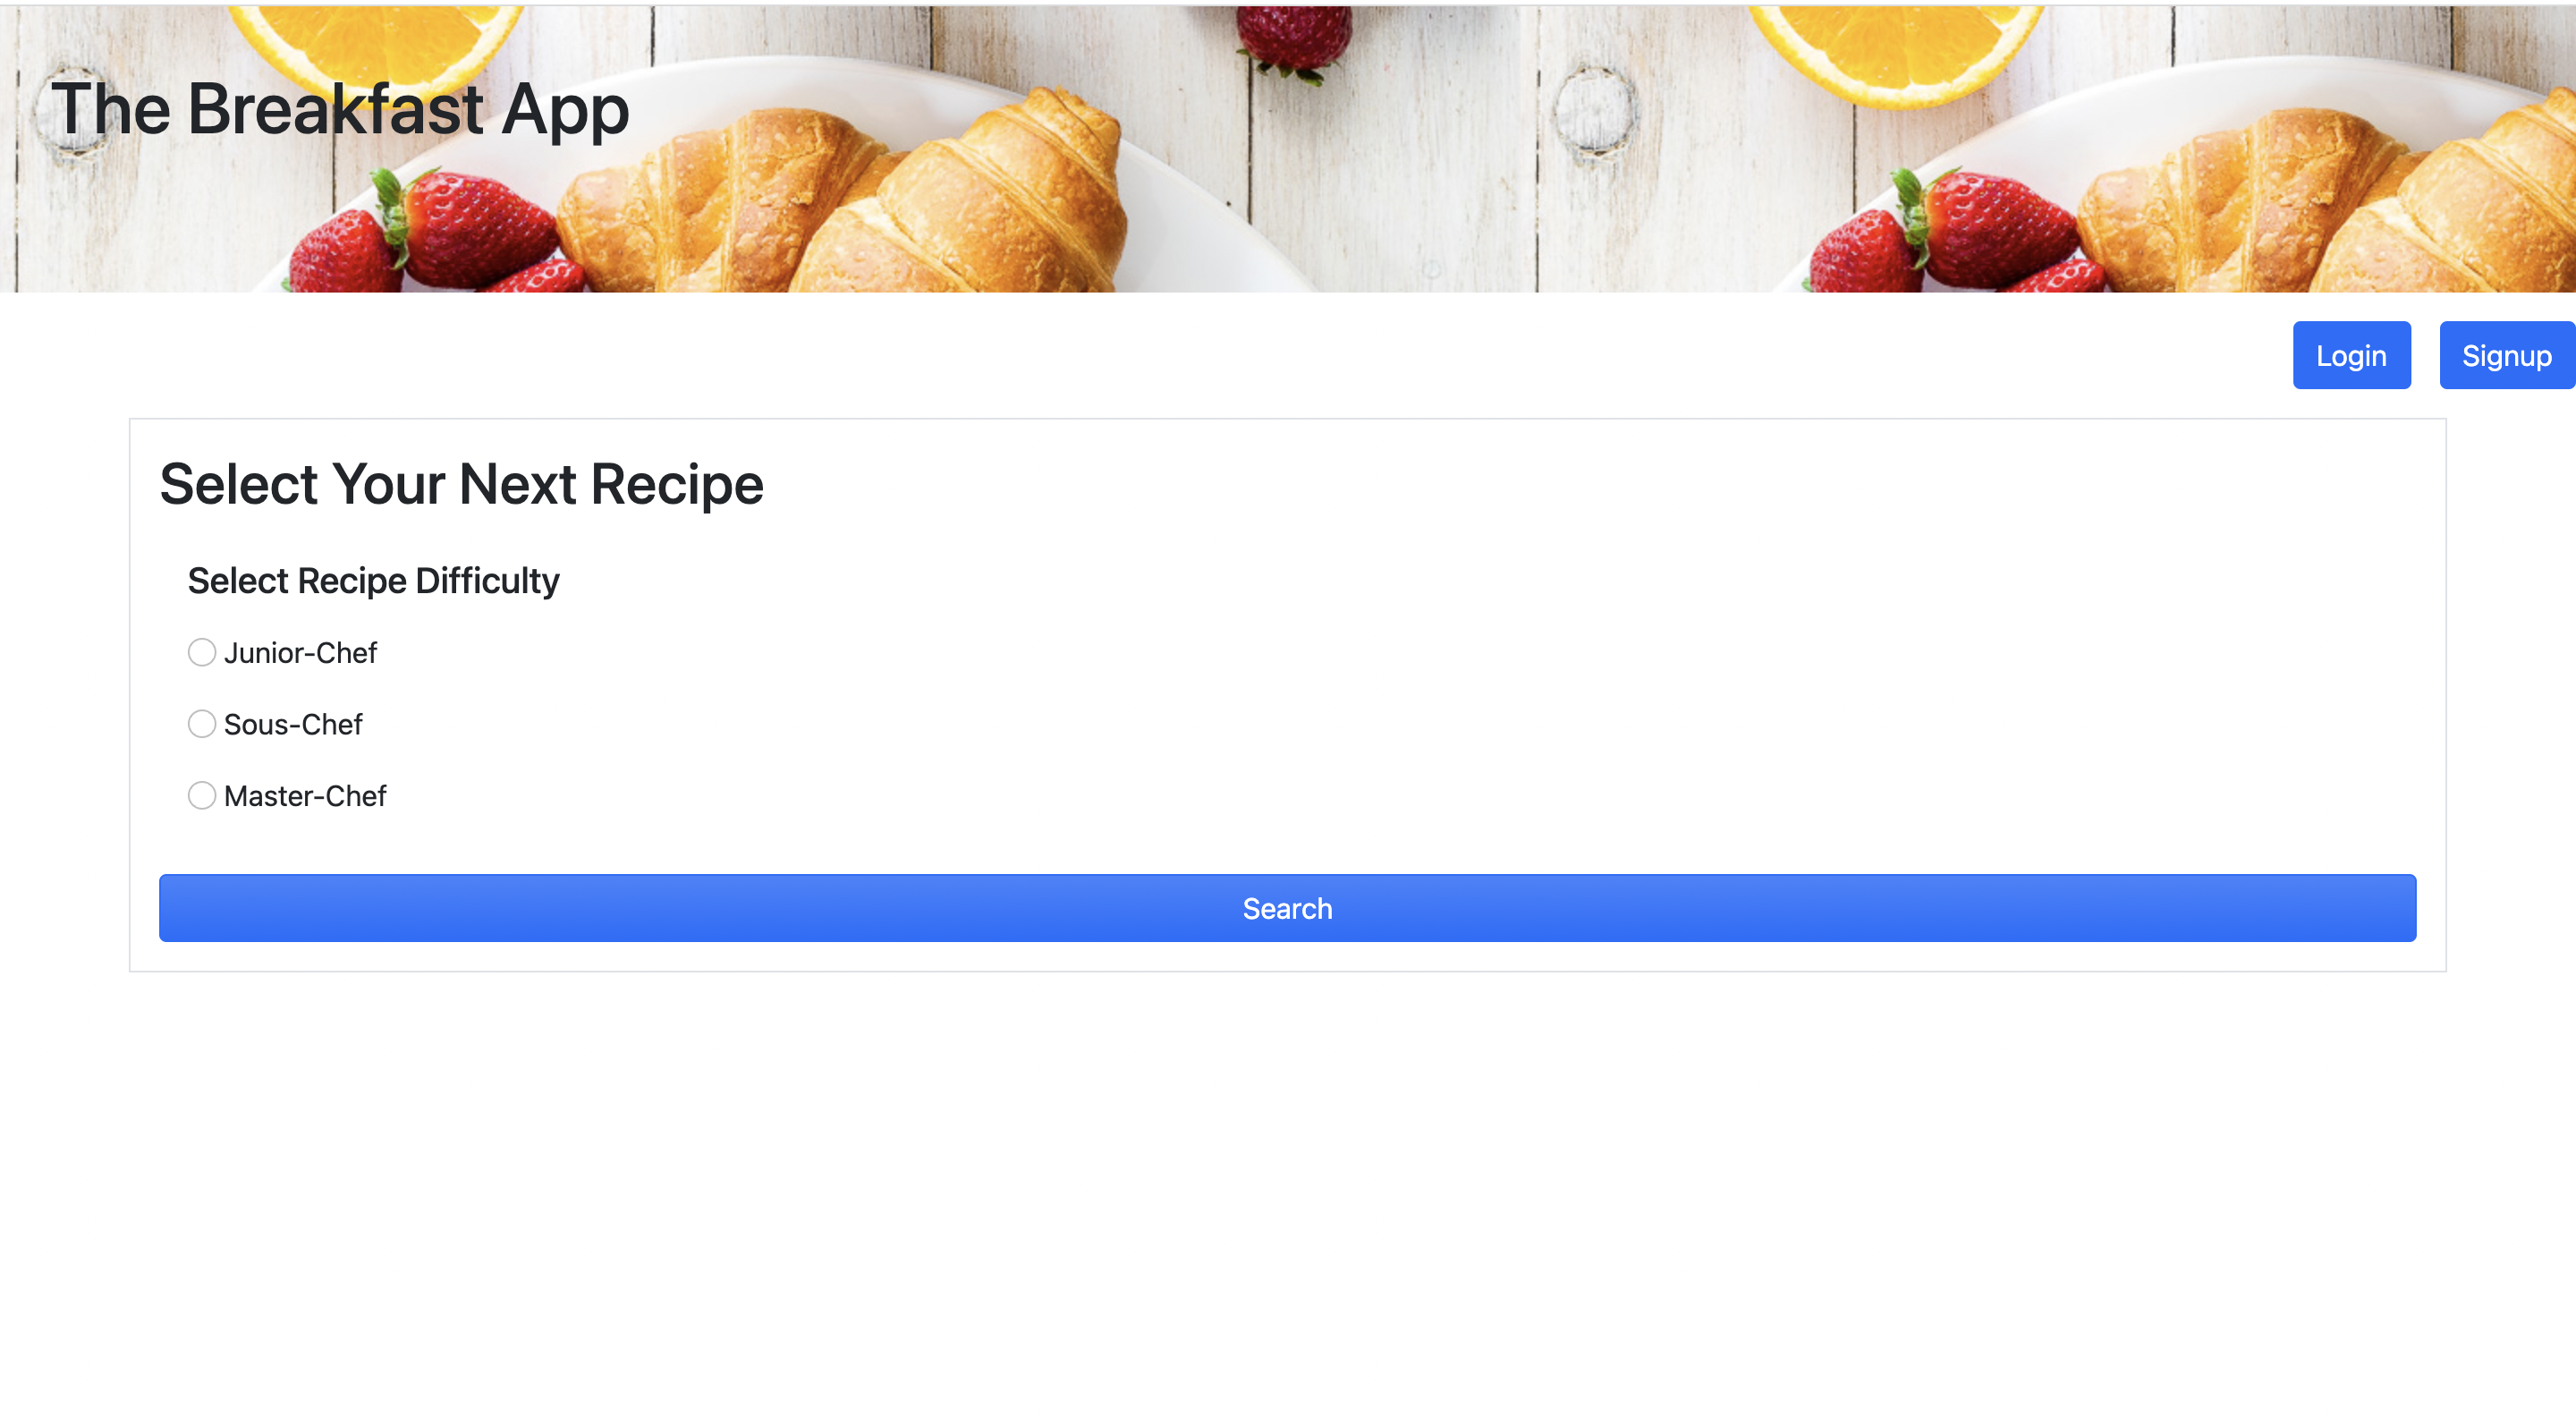 The Breakfast App
Login
Signup
Select Your Next Recipe
Select Recipe Difficulty
Junior-Chef
Sous-Chef
Master-Chef
Search